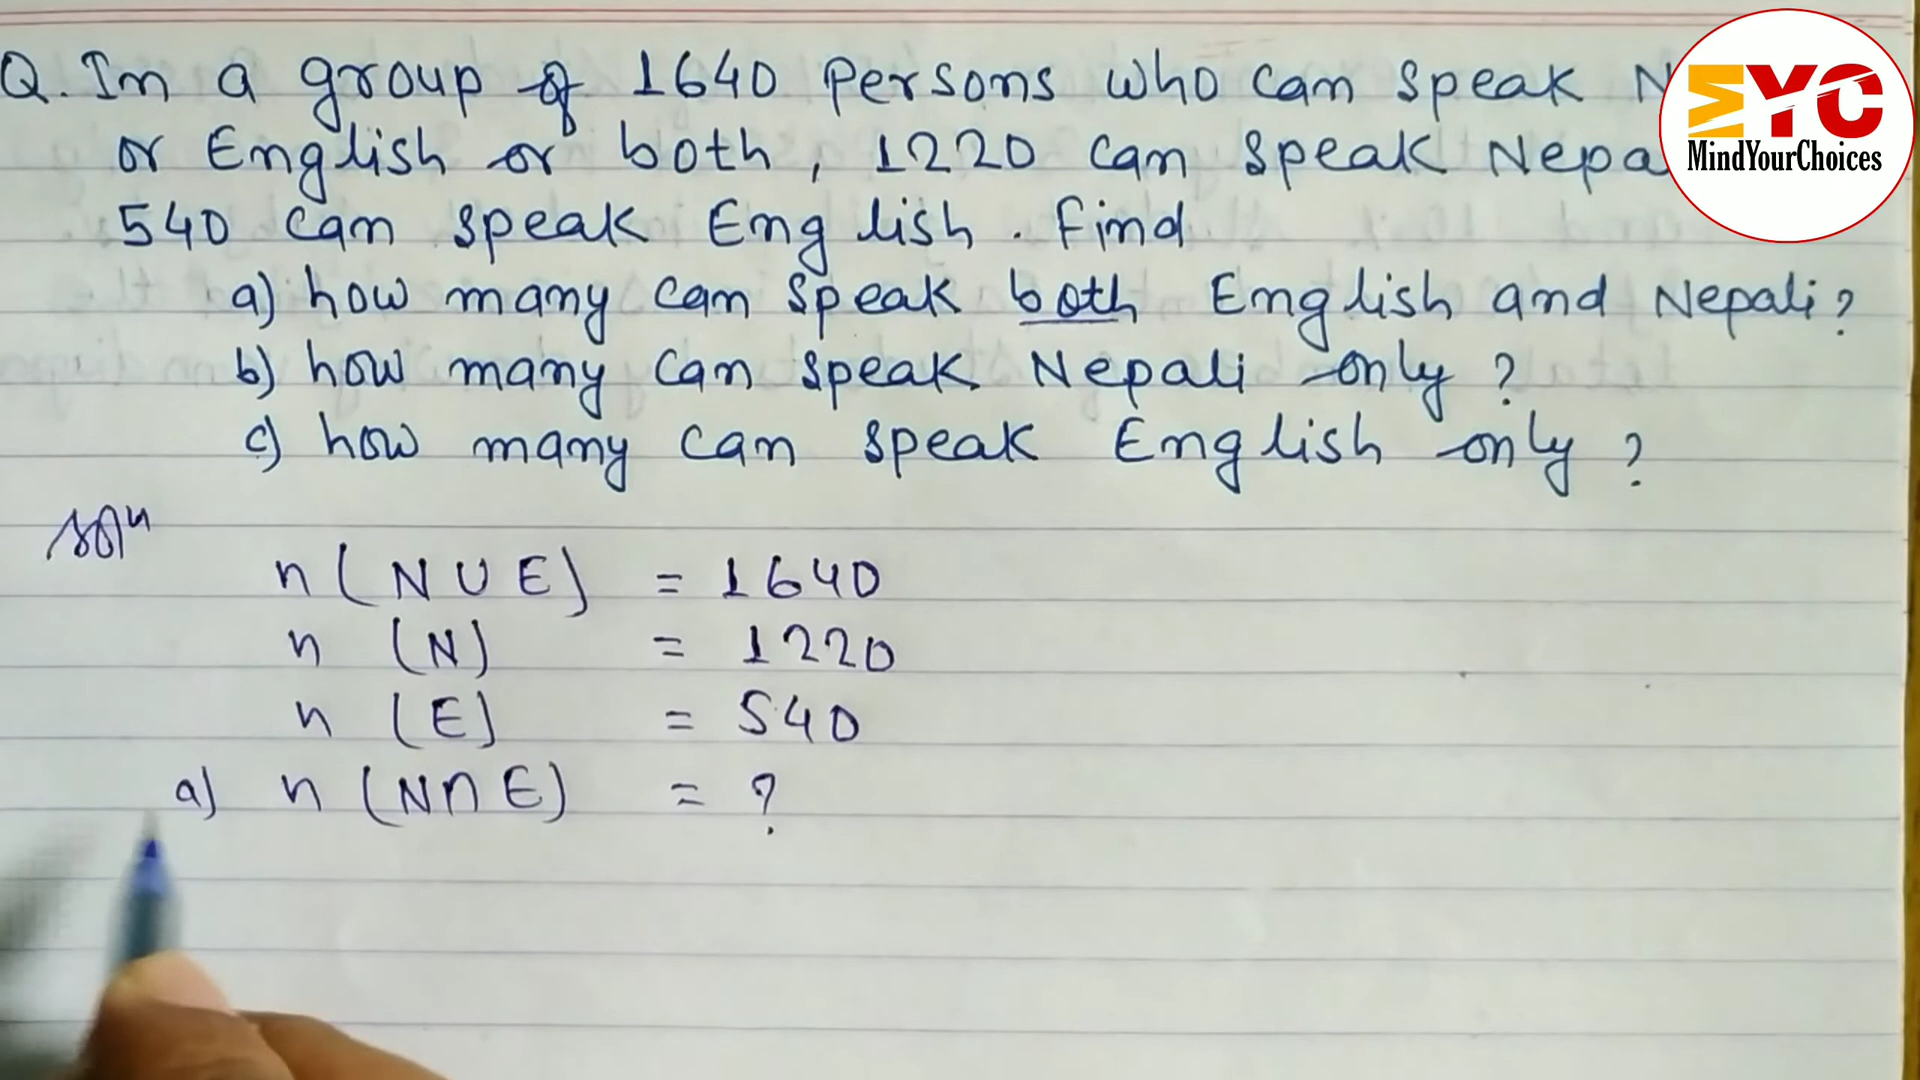 Q. In a group of 1640 persons who can speak
or English or both, 1220 can speak
540 can speak English. Find
a) how many can speak both English and Nepali?
b) how many can speak Nepali only?
c) how many can speak English only?
MYC
MindYourChoices
Solⁿ
n (N U E) = 1640
n (N) = 1220
n (E) = 540
a) n (N ∩ E) = ?